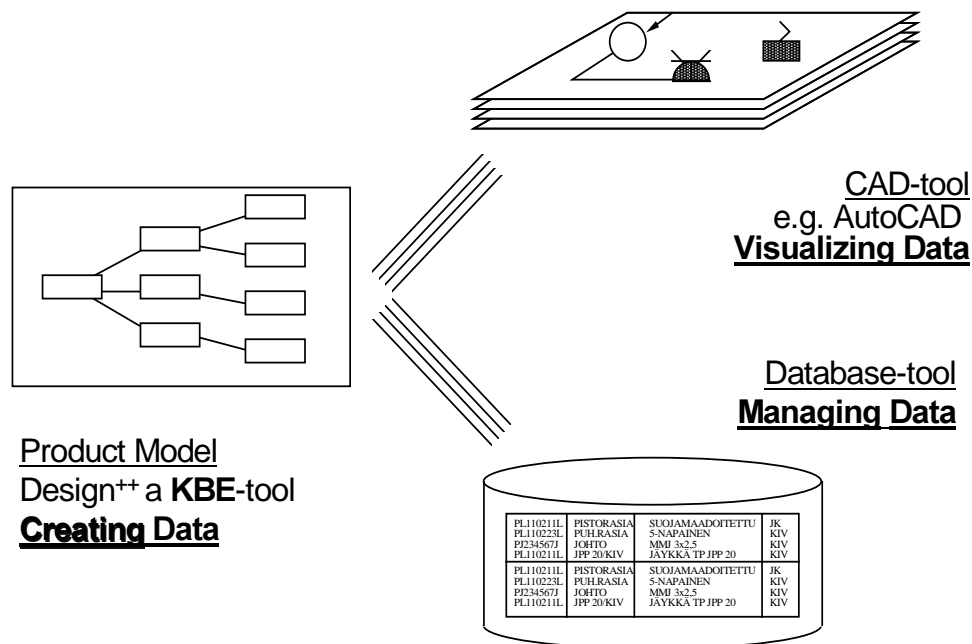 CAD-tool
e.g. AutoCAD
Visualizing Data
Database-tool
Managing Data
Product Model
Design++ a KBE-tool
Creating Data
PL110211L PISTORASIA SUOJAMAADOITETTU JK
PL110223L PUH.RASIA 5-NAPAINEN KIV
PJ234567J JOHTO MMJ 3x2,5 KIV
PL110211L JPP 20/KIV JÄYKKÄ TP JPP 20 KIV
PL110211L PISTORASIA SUOJAMAADOITETTU JK
PL110223L PUH.RASIA 5-NAPAINEN KIV
PJ234567J JOHTO MMJ 3x2,5 KIV
PL110211L JPP 20/KIV JÄYKKÄ TP JPP 20 KIV